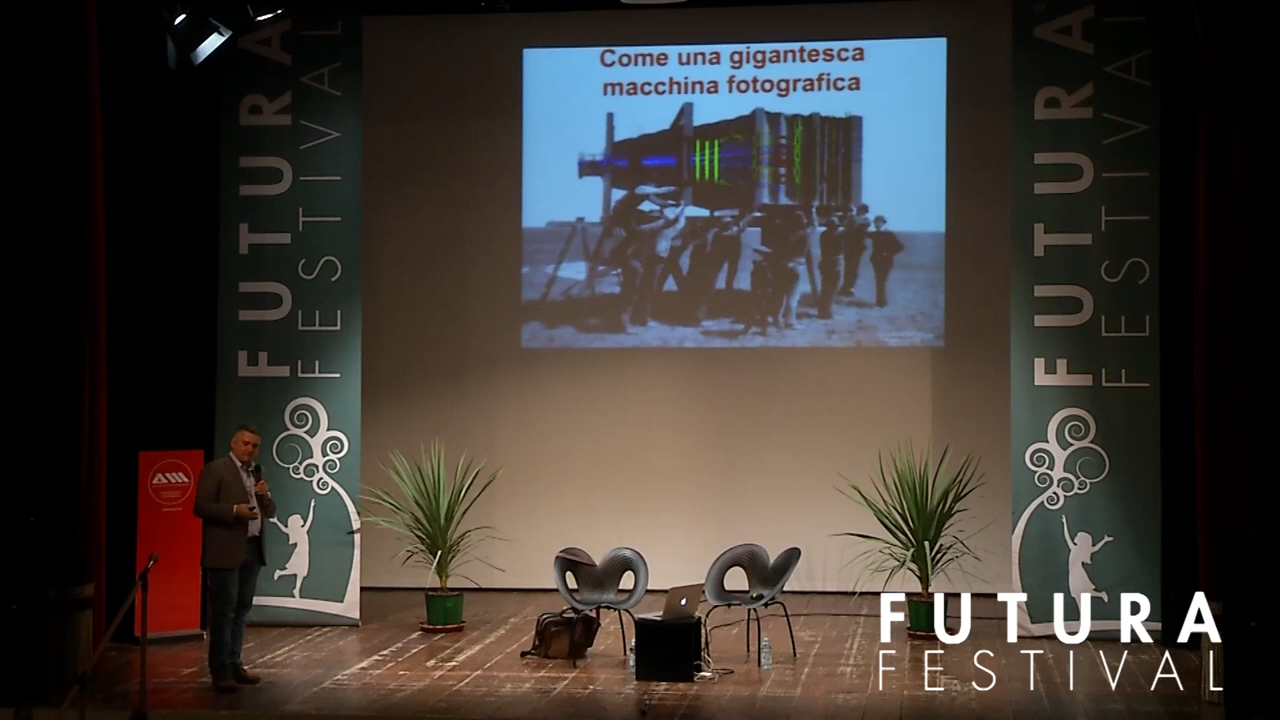 Come una gigantesca
macchina fotografica
FUTURA
FESTIVAL
FUTURA
FESTIVAL
FUTURA
FESTIVAL